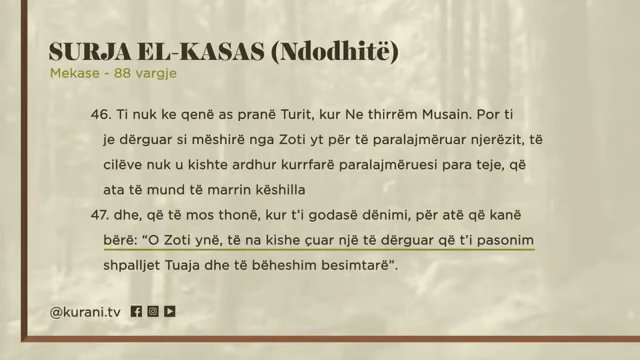 SURJA EL-KASAS (Ndodhitë)
Mekase - 88 vargje
46. Ti nuk ke qenë as pranë Turit, kur Ne thirrëm Musain. Por ti
je dërguar si mëshirë nga Zoti yt për të paralajmëruar njerëzit, të
cilëve nuk u kishte ardhur kurrfarë paralajmëruesi para teje, që
ata të mund të marrin këshilla
47. dhe, që të mos thonë, kur t’i godasë dënimi, për atë që kanë
bërë: “O Zoti ynë, të na kishe çuar një të dërguar që t’i pasonim
shpalljet Tuaja dhe të bëheshim besimtarë”.
@kurani.tv